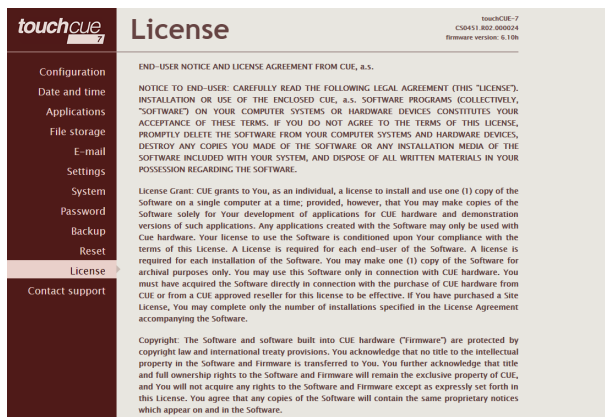 touchcue
7
License
touchCUE-7
CS0451.R02.000024
firmware version: 6.10h
Configuration
Date and time
Applications
File storage
E-mail
Settings
System
Password
Backup
Reset
License
Contact support
END-USER NOTICE AND LICENSE AGREEMENT FROM CUE, a.s.
NOTICE TO END-USER: CAREFULLY READ THE FOLLOWING LEGAL AGREEMENT (THIS "LICENSE").
INSTALLATION OR USE OF THE ENCLOSED CUE, a.s. SOFTWARE PROGRAMS (COLLECTIVELY,
"SOFTWARE") ON YOUR COMPUTER SYSTEMS OR HARDWARE DEVICES CONSTITUTES YOUR
ACCEPTANCE OF THESE TERMS. IF YOU DO NOT AGREE TO THE TERMS OF THIS LICENSE,
PROMPTLY DELETE THE SOFTWARE FROM YOUR COMPUTER SYSTEMS AND HARDWARE DEVICES,
DESTROY ANY COPIES YOU MADE OF THE SOFTWARE OR ANY INSTALLATION MEDIA OF THE
SOFTWARE INCLUDED WITH YOUR SYSTEM, AND DISPOSE OF ALL WRITTEN MATERIALS IN YOUR
POSSESSION REGARDING THE SOFTWARE.
License Grant: CUE grants to You, as an individual, a license to install and use one (1) copy of the
Software on a single computer at a time; provided, however, that You may make copies of the
Software solely for Your development of applications for CUE hardware and demonstration
versions of such applications. Any applications created with the Software may only be used with
Cue hardware. Your license to use the Software is conditioned upon Your compliance with the
terms of this License. A License is required for each end-user of the Software. A license is
required for each installation of the Software. You may make one (1) copy of the Software for
archival purposes only. You may use this Software only in connection with CUE hardware. You
must have acquired the Software directly in connection with the purchase of CUE hardware from
CUE or from a CUE approved reseller for this license to be effective. If You have purchased a Site
License, You may complete only the number of installations specified in the License Agreement
accompanying the Software.
Copyright: The Software and software built into CUE hardware ("Firmware") are protected by
copyright law and international treaty provisions. You acknowledge that no title to the intellectual
property in the Software and Firmware is transferred to You. You further acknowledge that title
and full ownership rights to the Software and Firmware will remain the exclusive property of CUE,
and You will not acquire any rights to the Software and Firmware except as expressly set forth in
this License. You agree that any copies of the Software will contain the same proprietary notices
which appear on and in the Software.